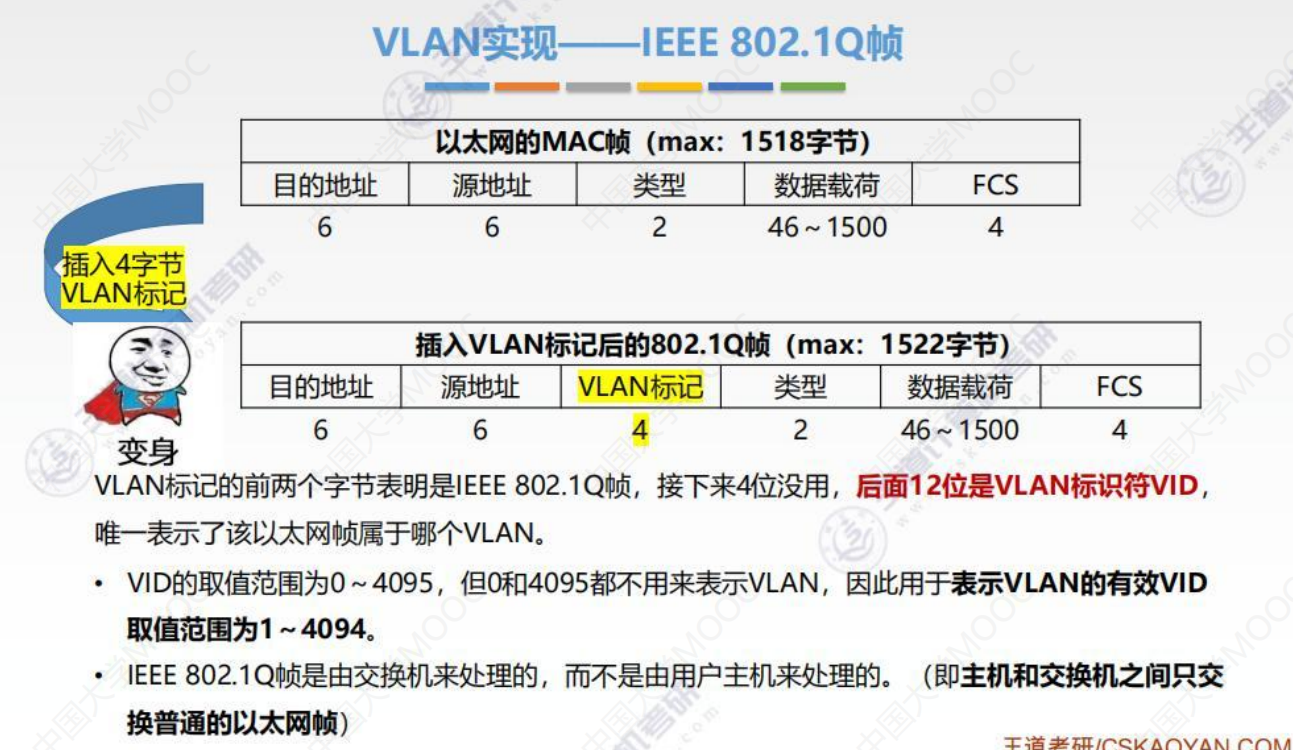 VLAN实现——IEEE 802.1Q帧
以太网的MAC帧（max：1518字节）
目的地址 源地址 类型 数据载荷 FCS
6 6 2 46～1500 4
插入4字节
VLAN标记
插入VLAN标记后的802.1Q帧（max：1522字节）
目的地址 源地址 VLAN标记 类型 数据载荷 FCS
6 6 4 2 46～1500 4
变身
VLAN标记的前两个字节表明是IEEE 802.1Q帧，接下来4位没用，后面12位是VLAN标识符VID，
唯一表示了该以太网帧属于哪个VLAN。
• VID的取值范围为0～4095，但0和4095都不用来表示VLAN，因此用于表示VLAN的有效VID
取值范围为1～4094。
• IEEE 802.1Q帧是由交换机来处理的，而不是由用户主机来处理的。（即主机和交换机之间只交
换普通的以太网帧）
王道考研/CSKAOYAN.COM